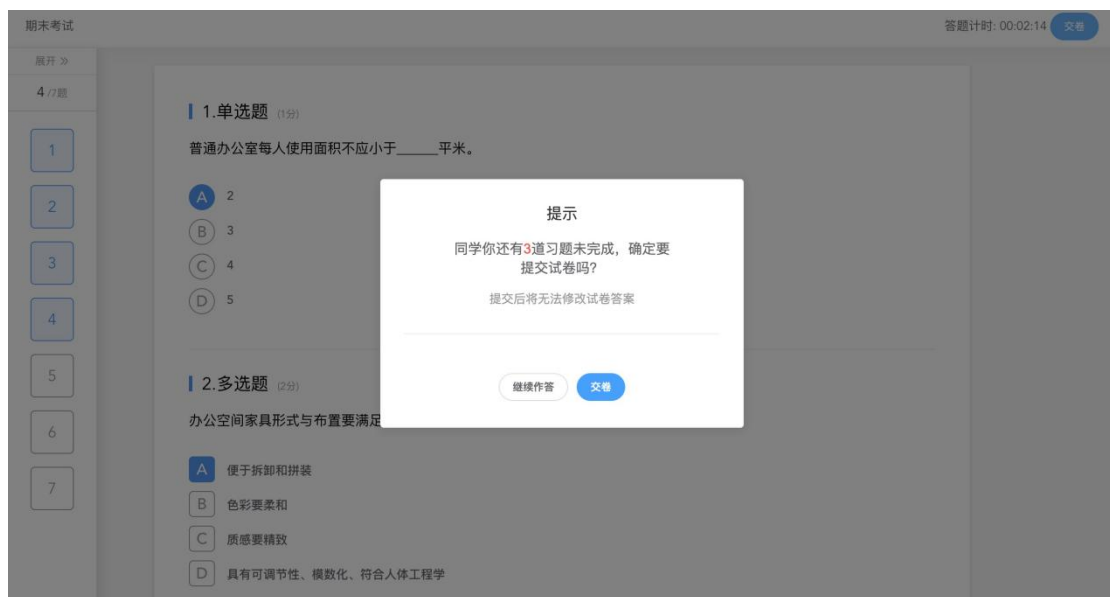 期末考试
答题计时: 00:02:14 交卷
展开 »
4/7题
1
2
3
4
5
6
7
1.单选题 (1分)
普通办公室每人使用面积不应小于______平米。
A 2
B 3
C 4
D 5
2.多选题 (2分)
办公空间家具形式与布置要满足
A 便于拆卸和拼装
B 色彩要柔和
C 质感要精致
D 具有可调节性、模数化、符合人体工程学
提示
同学你还有3道习题未完成，确定要
提交试卷吗?
提交后将无法修改试卷答案
继续作答 交卷